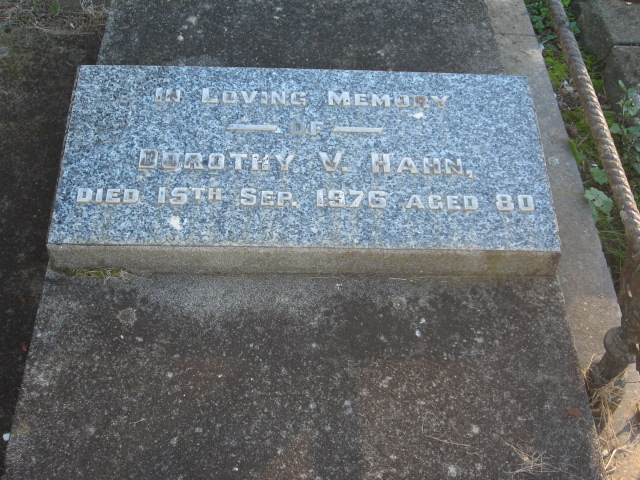 In Loving Memory
of
Dorothy V. Hahn,
Died 15th Sep. 1976 aged 80